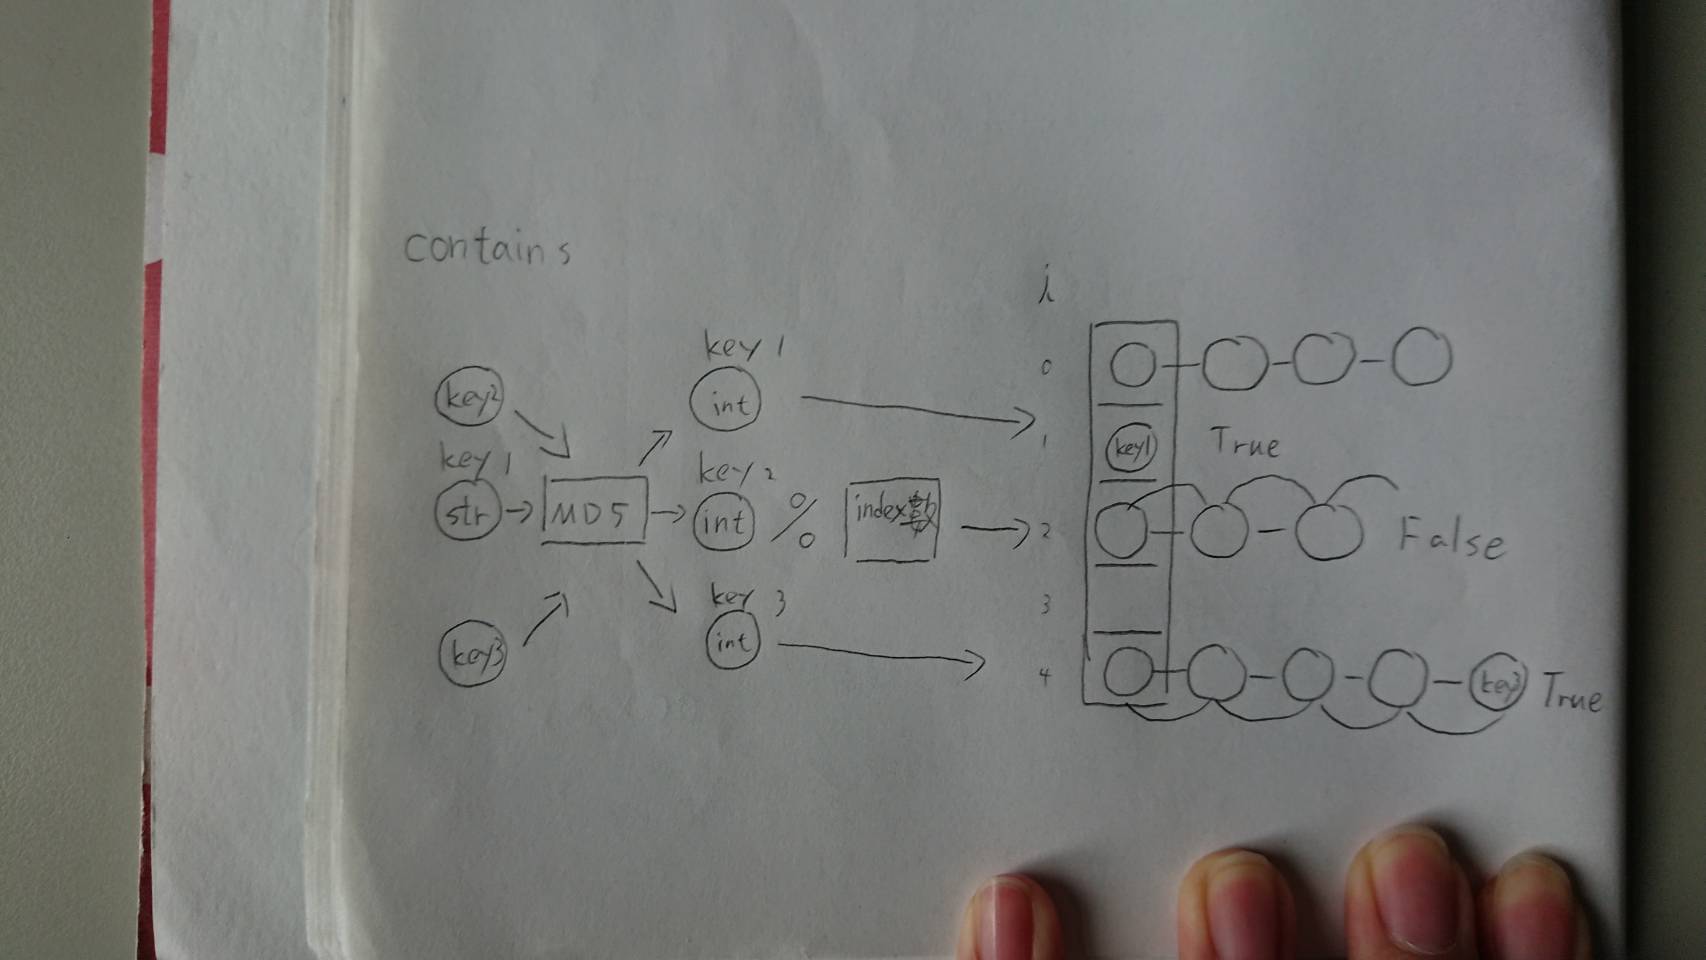 contains
i
key 1
key2
int
0
key 1
str
MD5
key 2
int
%
index数
key3
key 3
int
1
key1
True
2
False
3
4
key3
True